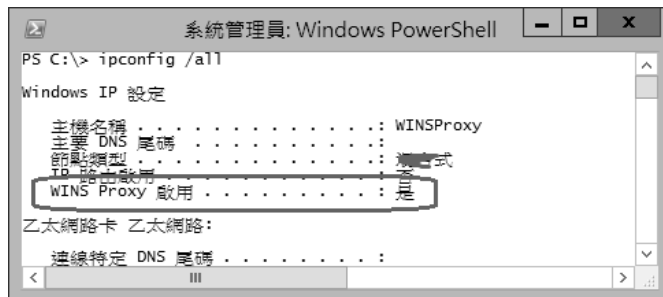 系統管理員: Windows PowerShell
PS C:\> ipconfig /all
Windows IP 設定
主機名稱 . . . . . . . . . . . . .: WINSProxy
主要 DNS 尾碼 . . . . . . . . . .:
節點類型 . . . . . . . . . . . . .: 式
IP 路由啟用 . . . . . . . . . . .: 否
WINS Proxy 啟用 . . . . . . . . .: 是
乙太網路卡 乙太網路:
連線特定 DNS 尾碼 . . . . . . . . :